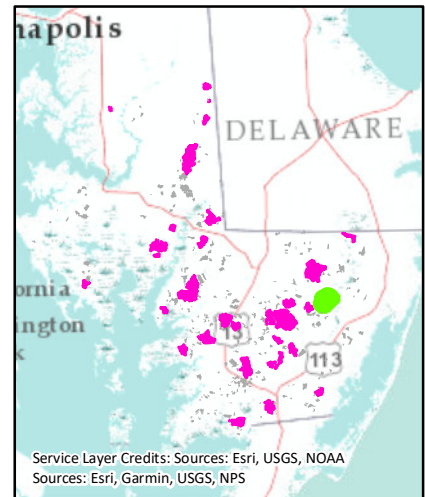 napolis
DELAWARE
ornia
ington
k
13
113
Service Layer Credits: Sources: Esri, USGS, NOAA
Sources: Esri, Garmin, USGS, NPS